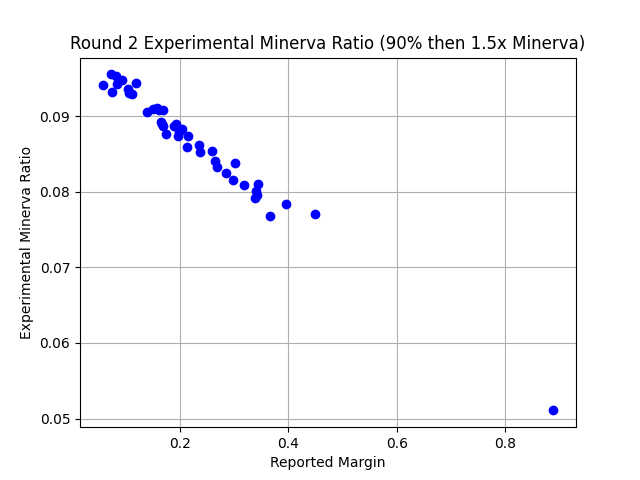 Round 2 Experimental Minerva Ratio (90% then 1.5x Minerva)
Experimental Minerva Ratio
0.09
0.08
0.07
0.06
0.05
0.2 0.4 0.6 0.8
Reported Margin